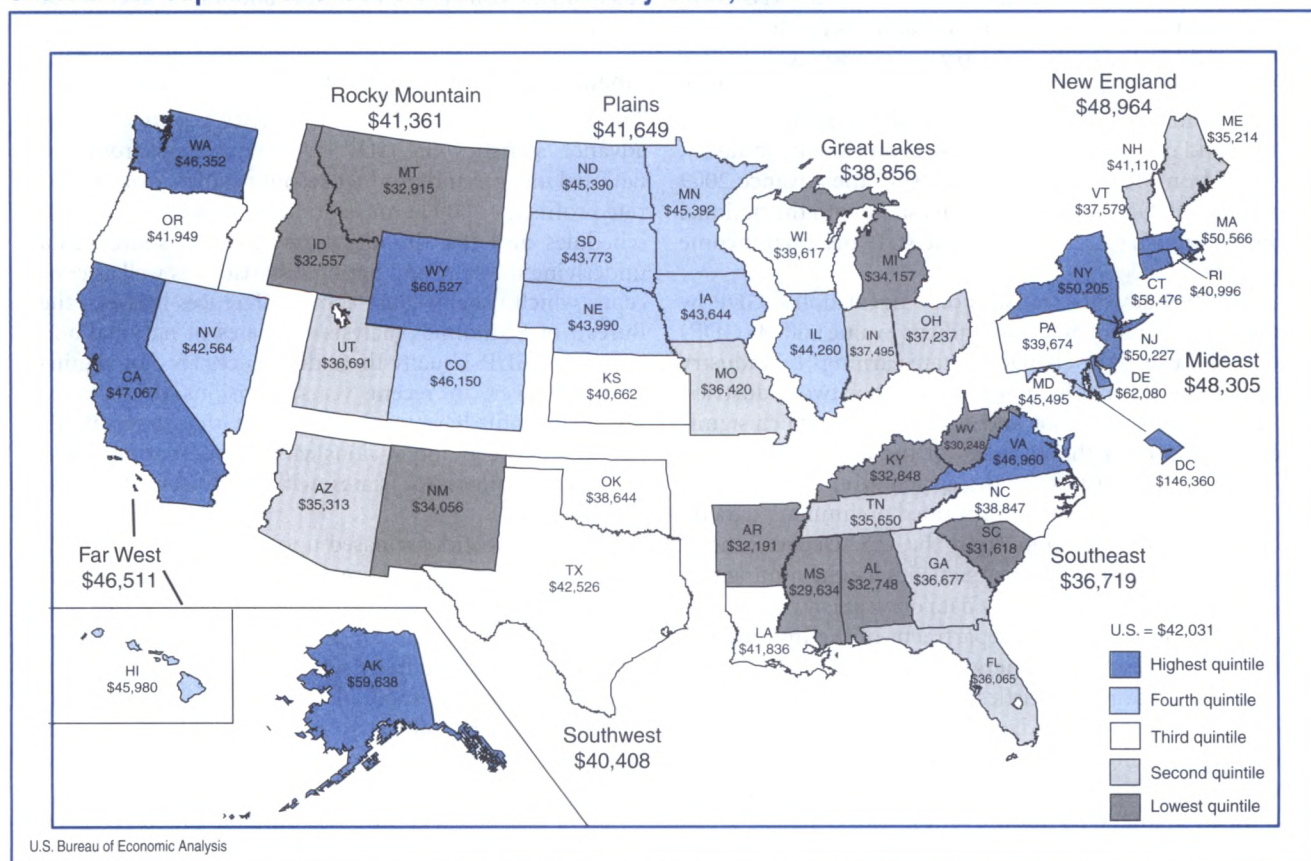 Rocky Mountain
$41,361
Plains
$41,649
Great Lakes
$38,856
New England
$48,964
ME
$35,214
NH
$41,110
VT
$37,579
MA
$50,566
RI
$40,996
CT
$58,476
NY
$50,205
NJ
$50,227
PA
$39,674
MD
$45,495
DE
$62,080
Mideast
$48,305
DC
$146,360
WA
$46,352
OR
$41,949
MT
$32,915
ID
$32,557
WY
$60,527
NV
$42,564
CA
$47,067
UT
$36,691
CO
$46,150
ND
$45,390
MN
$45,392
SD
$43,773
NE
$43,990
IA
$43,644
KS
$40,662
MO
$36,420
WI
$39,617
MI
$34,157
IL
$44,260
IN
$37,495
OH
$37,237
WV
$30,248
VA
$46,960
KY
$32,848
TN
$35,650
NC
$38,847
SC
$31,618
AR
$32,191
MS
$29,634
AL
$32,748
GA
$36,677
LA
$41,836
FL
$36,065
Southeast
$36,719
AZ
$35,313
NM
$34,056
OK
$38,644
TX
$42,526
Southwest
$40,408
Far West
$46,511
HI
$45,980
AK
$59,638
U.S. = $42,031
Highest quintile
Fourth quintile
Third quintile
Second quintile
Lowest quintile
U.S. Bureau of Economic Analysis